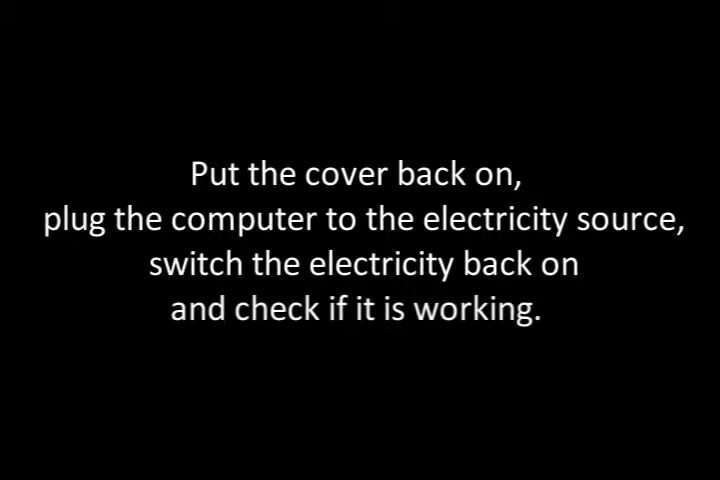 Put the cover back on,
plug the computer to the electricity source,
switch the electricity back on
and check if it is working.